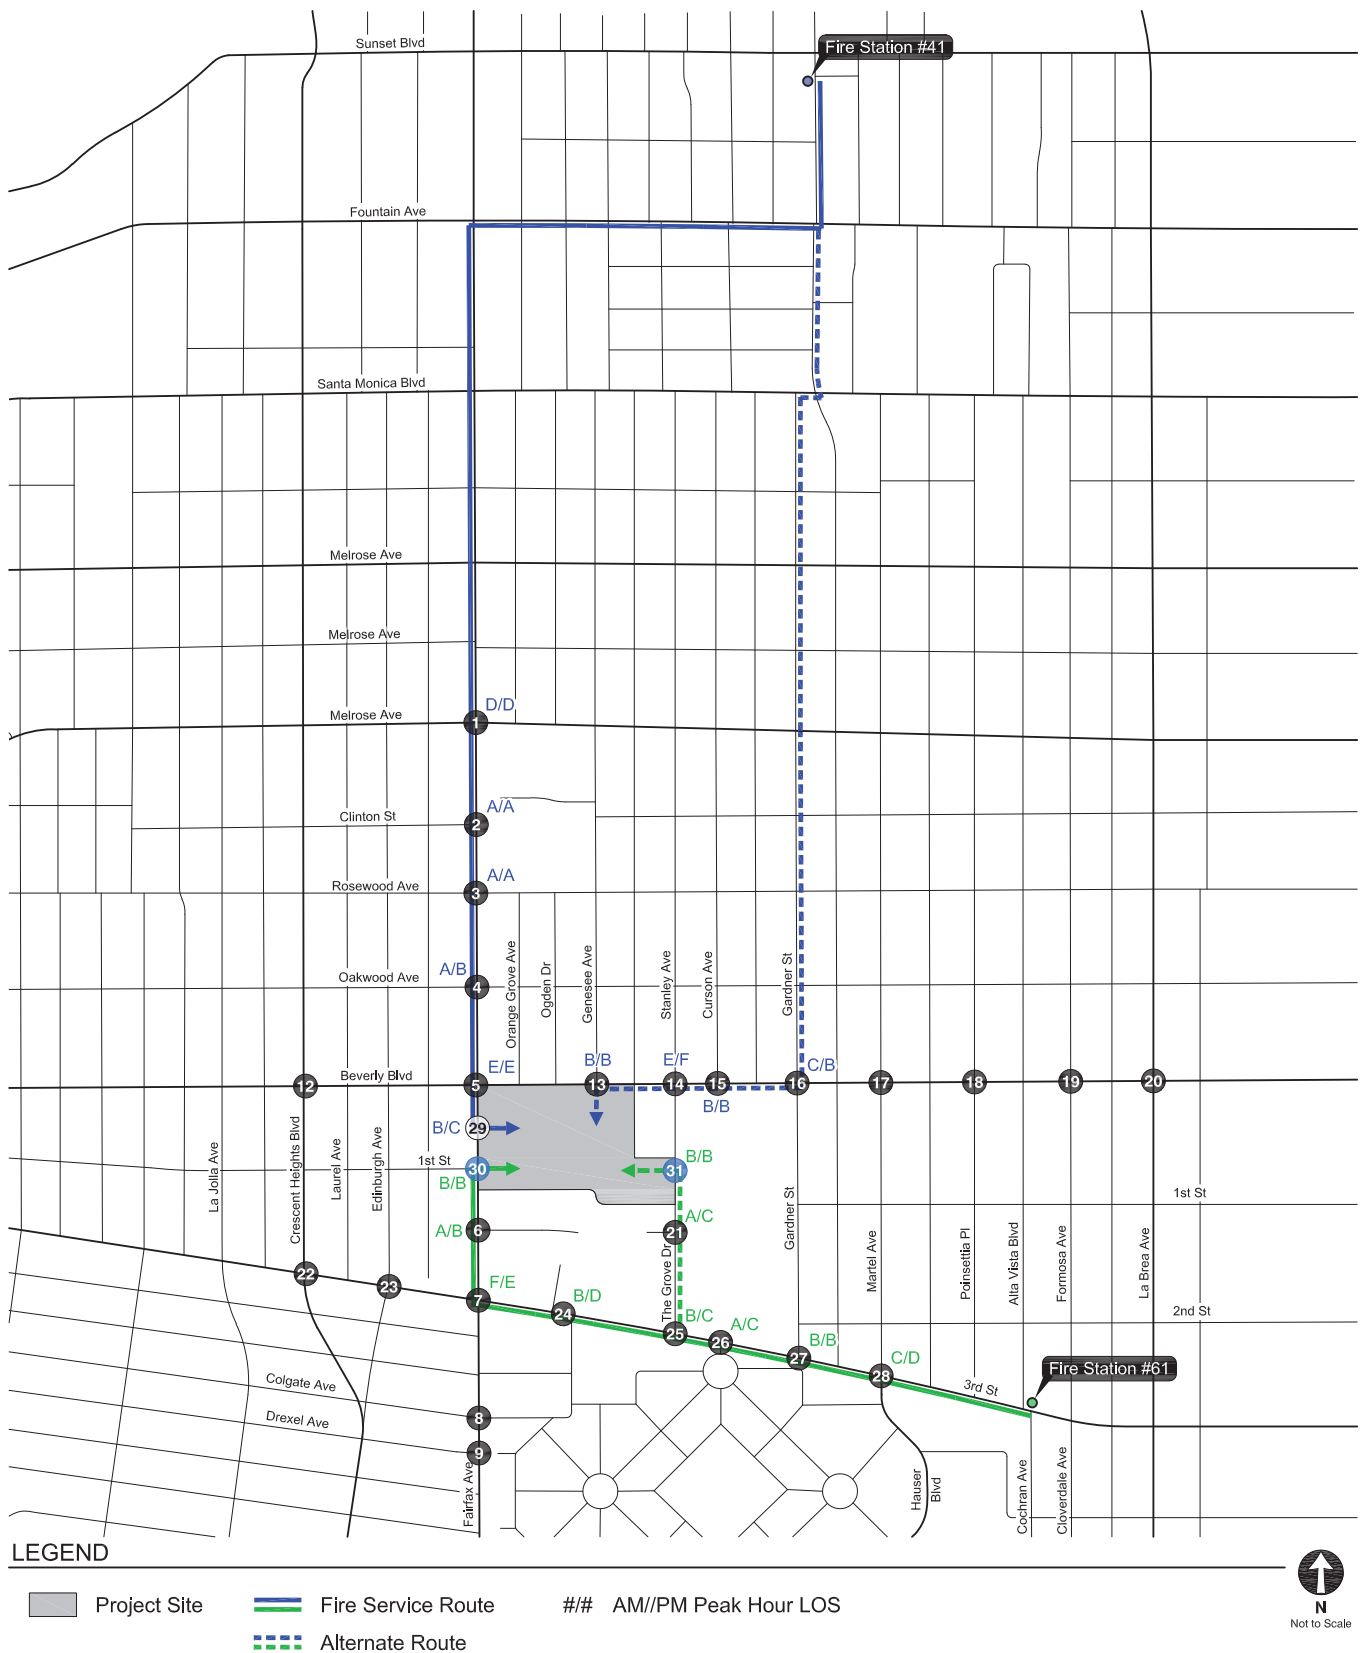 Sunset Blvd
Fire Station #41
Fountain Ave
Santa Monica Blvd
Melrose Ave
Melrose Ave
D/D
Melrose Ave
1
A/A
Clinton St
2
A/A
Rosewood Ave
3
Orange Grove Ave
Ogden Dr
Genesee Ave
Stanley Ave
Curson Ave
Gardner St
A/B
Oakwood Ave
4
E/E
B/B
E/F
C/B
Beverly Blvd
12
5
13
14
15
16
17
18
19
20
B/B
B/C
29
La Jolla Ave
Crescent Heights Blvd
Laurel Ave
Edinburgh Ave
1st St
30
31
B/B
B/B
Gardner St
1st St
A/B
6
A/C
21
The Grove Dr
Martel Ave
Poinsettia Pl
Alta Vista Blvd
Formosa Ave
La Brea Ave
22
23
F/E
7
B/D
24
B/C
25
A/C
26
2nd St
B/B
27
C/D
28
3rd St
Fire Station #61
Colgate Ave
8
Drexel Ave
9
Fairfax Ave
Hauser
Blvd
Cochran Ave
Cloverdale Ave
LEGEND
Project Site
Fire Service Route
#/# AM//PM Peak Hour LOS
Alternate Route
N
Not to Scale